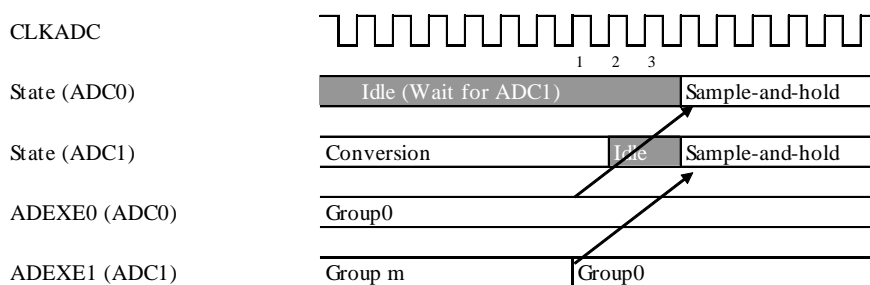 CLKADC
1 2 3
State (ADC0) Idle (Wait for ADC1) Sample-and-hold
State (ADC1) Conversion Idle Sample-and-hold
ADEXE0 (ADC0) Group0
ADEXE1 (ADC1) Group m Group0